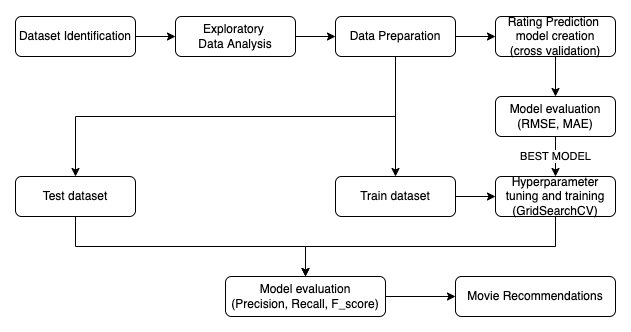 Dataset Identification
Exploratory
Data Analysis
Data Preparation
Rating Prediction
model creation
(cross validation)
Model evaluation
(RMSE, MAE)
BEST MODEL
Test dataset
Train dataset
Hyperparameter
tuning and training
(GridSearchCV)
Model evaluation
(Precision, Recall, F_score)
Movie Recommendations